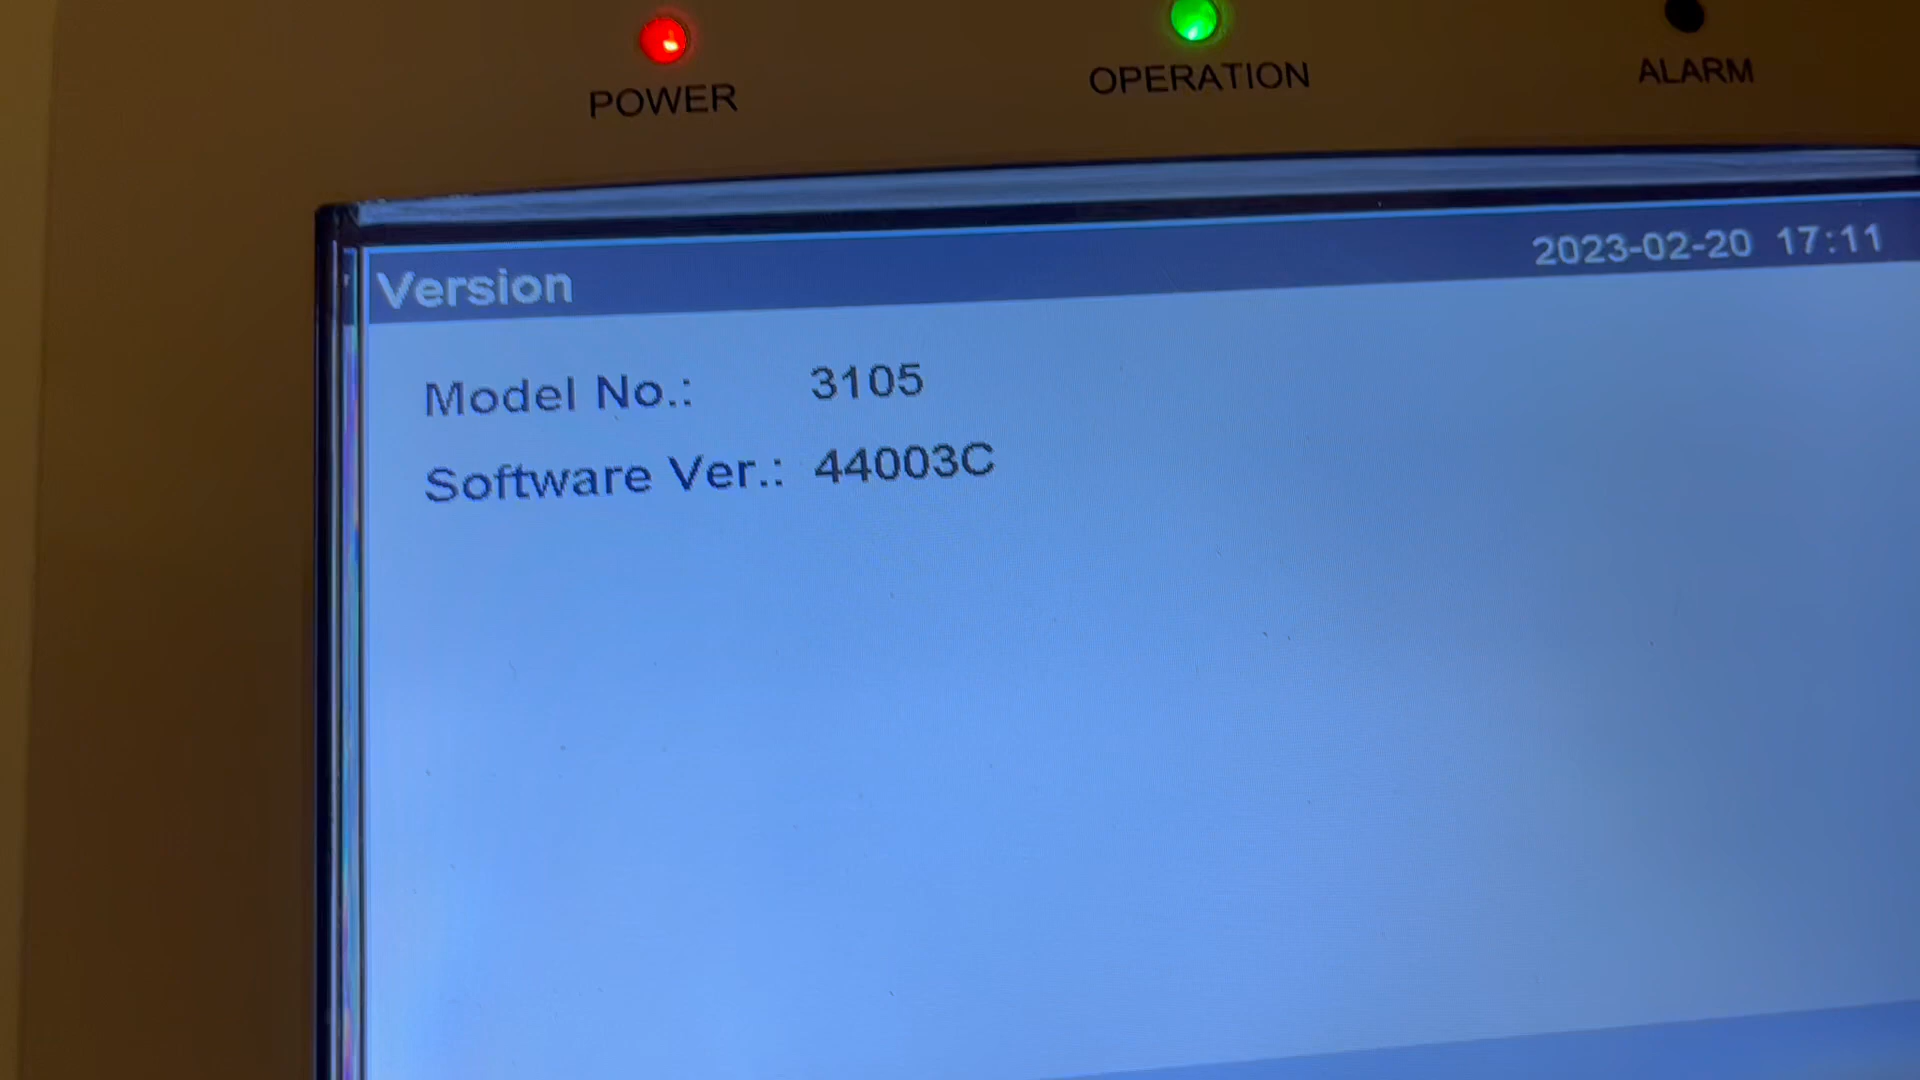 POWER
OPERATION
ALARM
Version
2023-02-20 17:11
Model No.: 3105
Software Ver.: 44003C